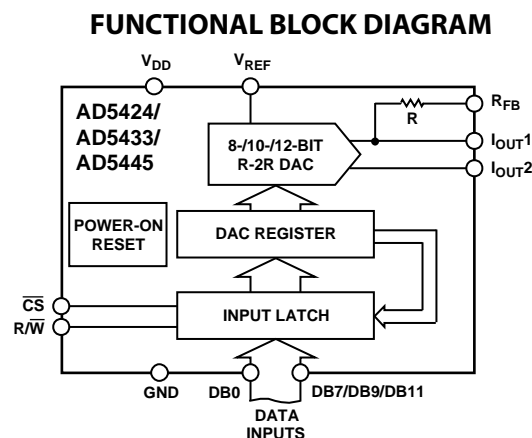 FUNCTIONAL BLOCK DIAGRAM
VDD
VREF
AD5424/
AD5433/
AD5445
8-/10-/12-BIT
R-2R DAC
R
RFB
IOUT1
IOUT2
POWER-ON
RESET
DAC REGISTER
INPUT LATCH
C̅S̅
R/W̅
GND
DB0
DB7/DB9/DB11
DATA
INPUTS